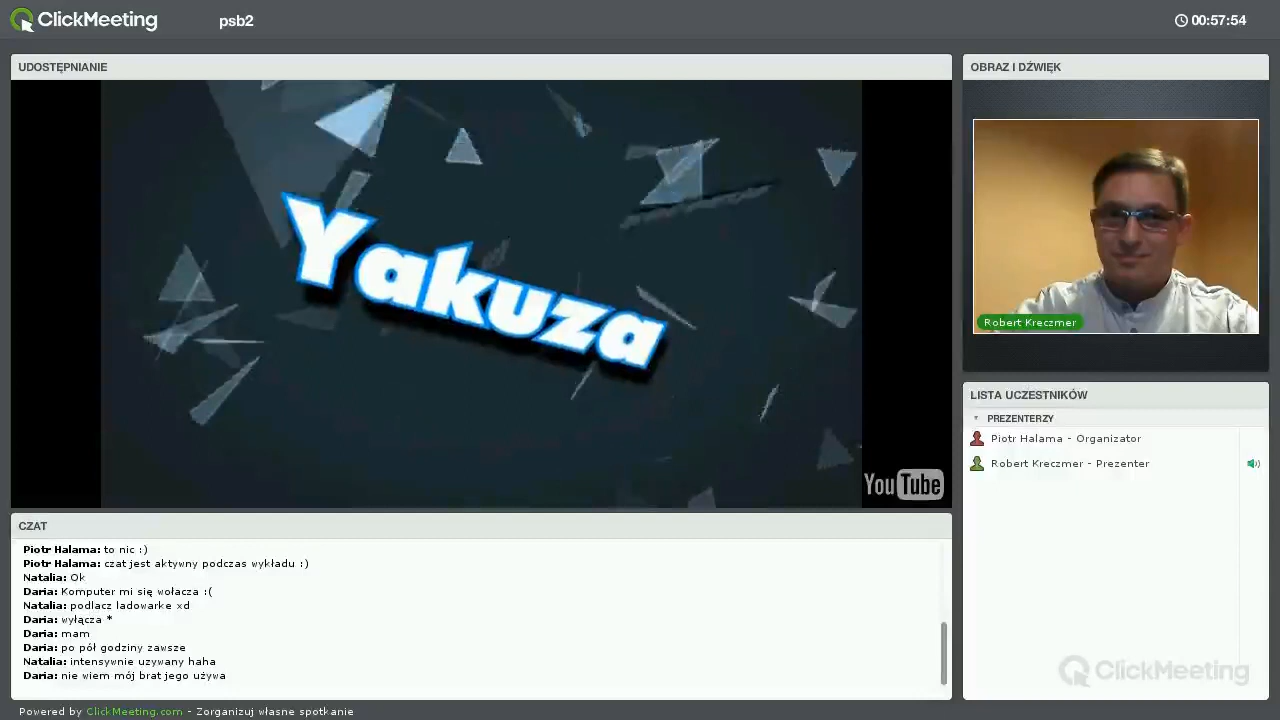 ClickMeeting
psb2
00:57:54
UDOSTĘPNIANIE
OBRAZ I DŹWIĘK
Yakuza
YouTube
Robert Kreczmer
LISTA UCZESTNIKÓW
PREZENTERZY
Piotr Halama - Organizator
Robert Kreczmer - Prezenter
CZAT
Piotr Halama: to nic :)
Piotr Halama: czat jest aktywny podczas wykładu :)
Natalia: Ok
Daria: Komputer mi się wołacza :(
Natalia: podlacz ladowarke xd
Daria: wyłącza *
Daria: mam
Daria: po pół godziny zawsze
Natalia: intensywnie uzywany haha
Daria: nie wiem mój brat jego używa
ClickMeeting
Powered by ClickMeeting.com - Zorganizuj własne spotkanie